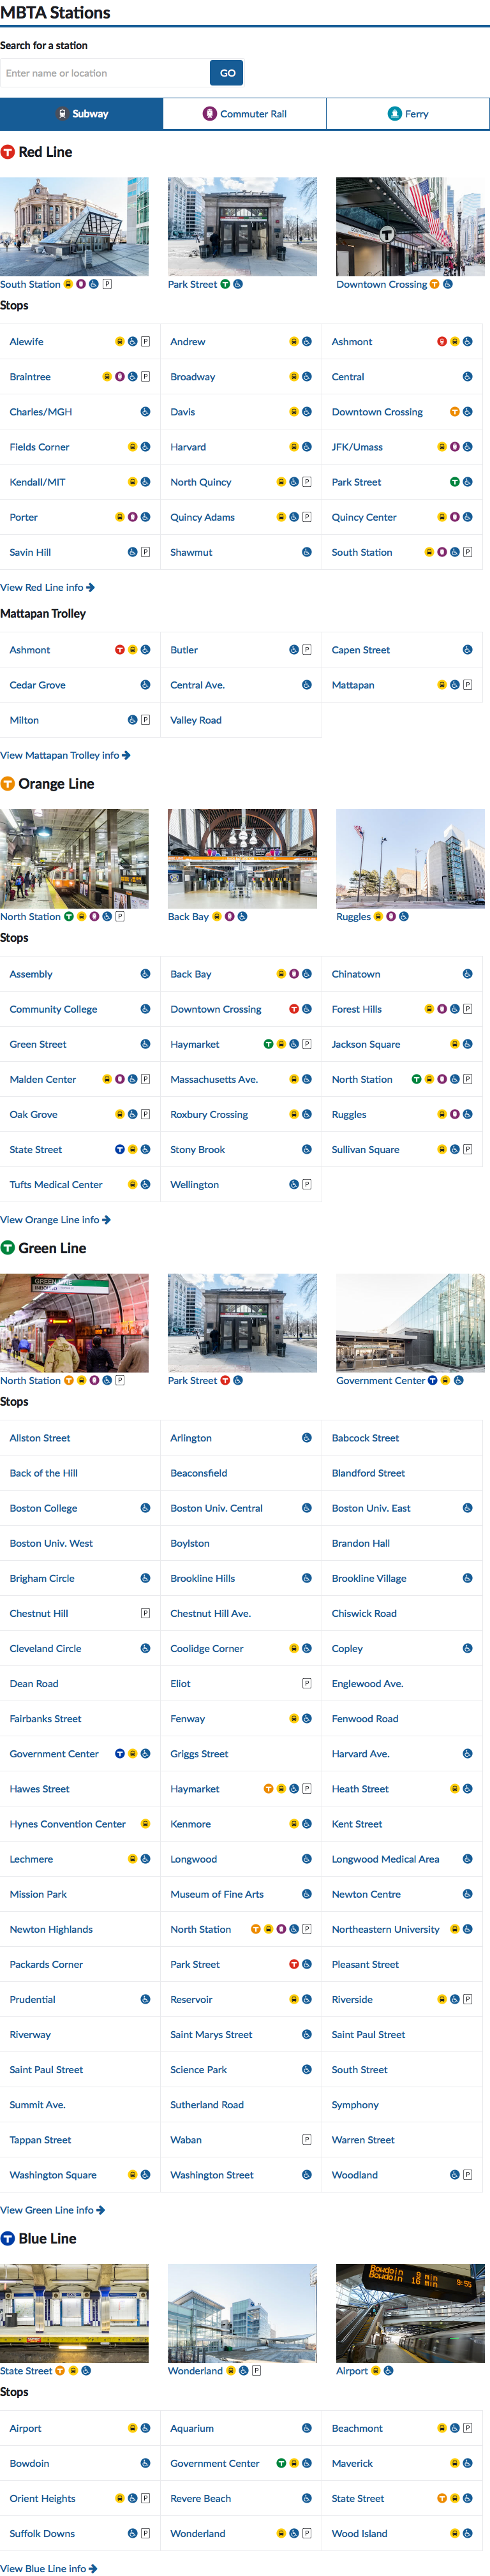 MBTA Stations
Search for a station
Enter name or location GO
Subway Commuter Rail Ferry
T Red Line
T
South Station P Park Street T Downtown Crossing T
Stops
Alewife P Andrew Ashmont
Braintree P Broadway Central
Charles/MGH Davis Downtown Crossing T
Fields Corner Harvard JFK/Umass
Kendall/MIT North Quincy P Park Street T
Porter Quincy Adams P Quincy Center
Savin Hill P Shawmut South Station P
View Red Line info
Mattapan Trolley
Ashmont T Butler P Capen Street
Cedar Grove Central Ave. Mattapan P
Milton P Valley Road
View Mattapan Trolley info
T Orange Line
North Station T P Back Bay Ruggles
Stops
Assembly Back Bay Chinatown
Community College Downtown Crossing T Forest Hills P
Green Street Haymarket T P Jackson Square
Malden Center P Massachusetts Ave. North Station T P
Oak Grove P Roxbury Crossing Ruggles
State Street T Stony Brook Sullivan Square P
Tufts Medical Center Wellington P
View Orange Line info
T Green Line
GREEN LINE
North Station T P Park Street T Government Center T
Stops
Allston Street Arlington Babcock Street
Back of the Hill Beaconsfield Blandford Street
Boston College Boston Univ. Central Boston Univ. East
Boston Univ. West Boylston Brandon Hall
Brigham Circle Brookline Hills Brookline Village
Chestnut Hill P Chestnut Hill Ave. Chiswick Road
Cleveland Circle Coolidge Corner Copley
Dean Road Eliot P Englewood Ave.
Fairbanks Street Fenway Fenwood Road
Government Center T Griggs Street Harvard Ave.
Hawes Street Haymarket T P Heath Street
Hynes Convention Center Kenmore Kent Street
Lechmere Longwood Longwood Medical Area
Mission Park Museum of Fine Arts Newton Centre
Newton Highlands North Station T P Northeastern University
Packards Corner Park Street T Pleasant Street
Prudential Reservoir Riverside P
Riverway Saint Marys Street Saint Paul Street
Saint Paul Street Science Park South Street
Summit Ave. Sutherland Road Symphony
Tappan Street Waban P Warren Street
Washington Square Washington Street Woodland P
View Green Line info
T Blue Line
Bowdoin 9 min
Bowdoin 16 min 9:55
State Street T Wonderland P Airport
Stops
Airport Aquarium Beachmont P
Bowdoin Government Center T Maverick
Orient Heights P Revere Beach State Street T
Suffolk Downs P Wonderland P Wood Island
View Blue Line info